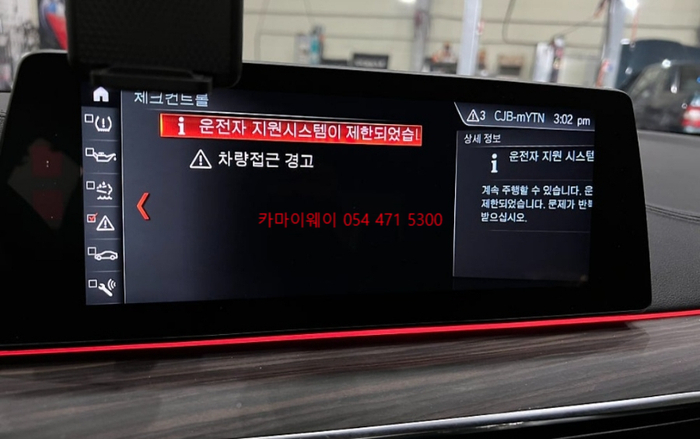 체크컨트롤
3 CJB-mYTN 3:02 pm
운전자 지원시스템이 제한되었습
차량접근 경고
상세 정보
운전자 지원 시스템
계속 주행할 수 있습니다. 운
제한되었습니다. 문제가 반복
받으십시오.
카마이웨이 054 471 5300